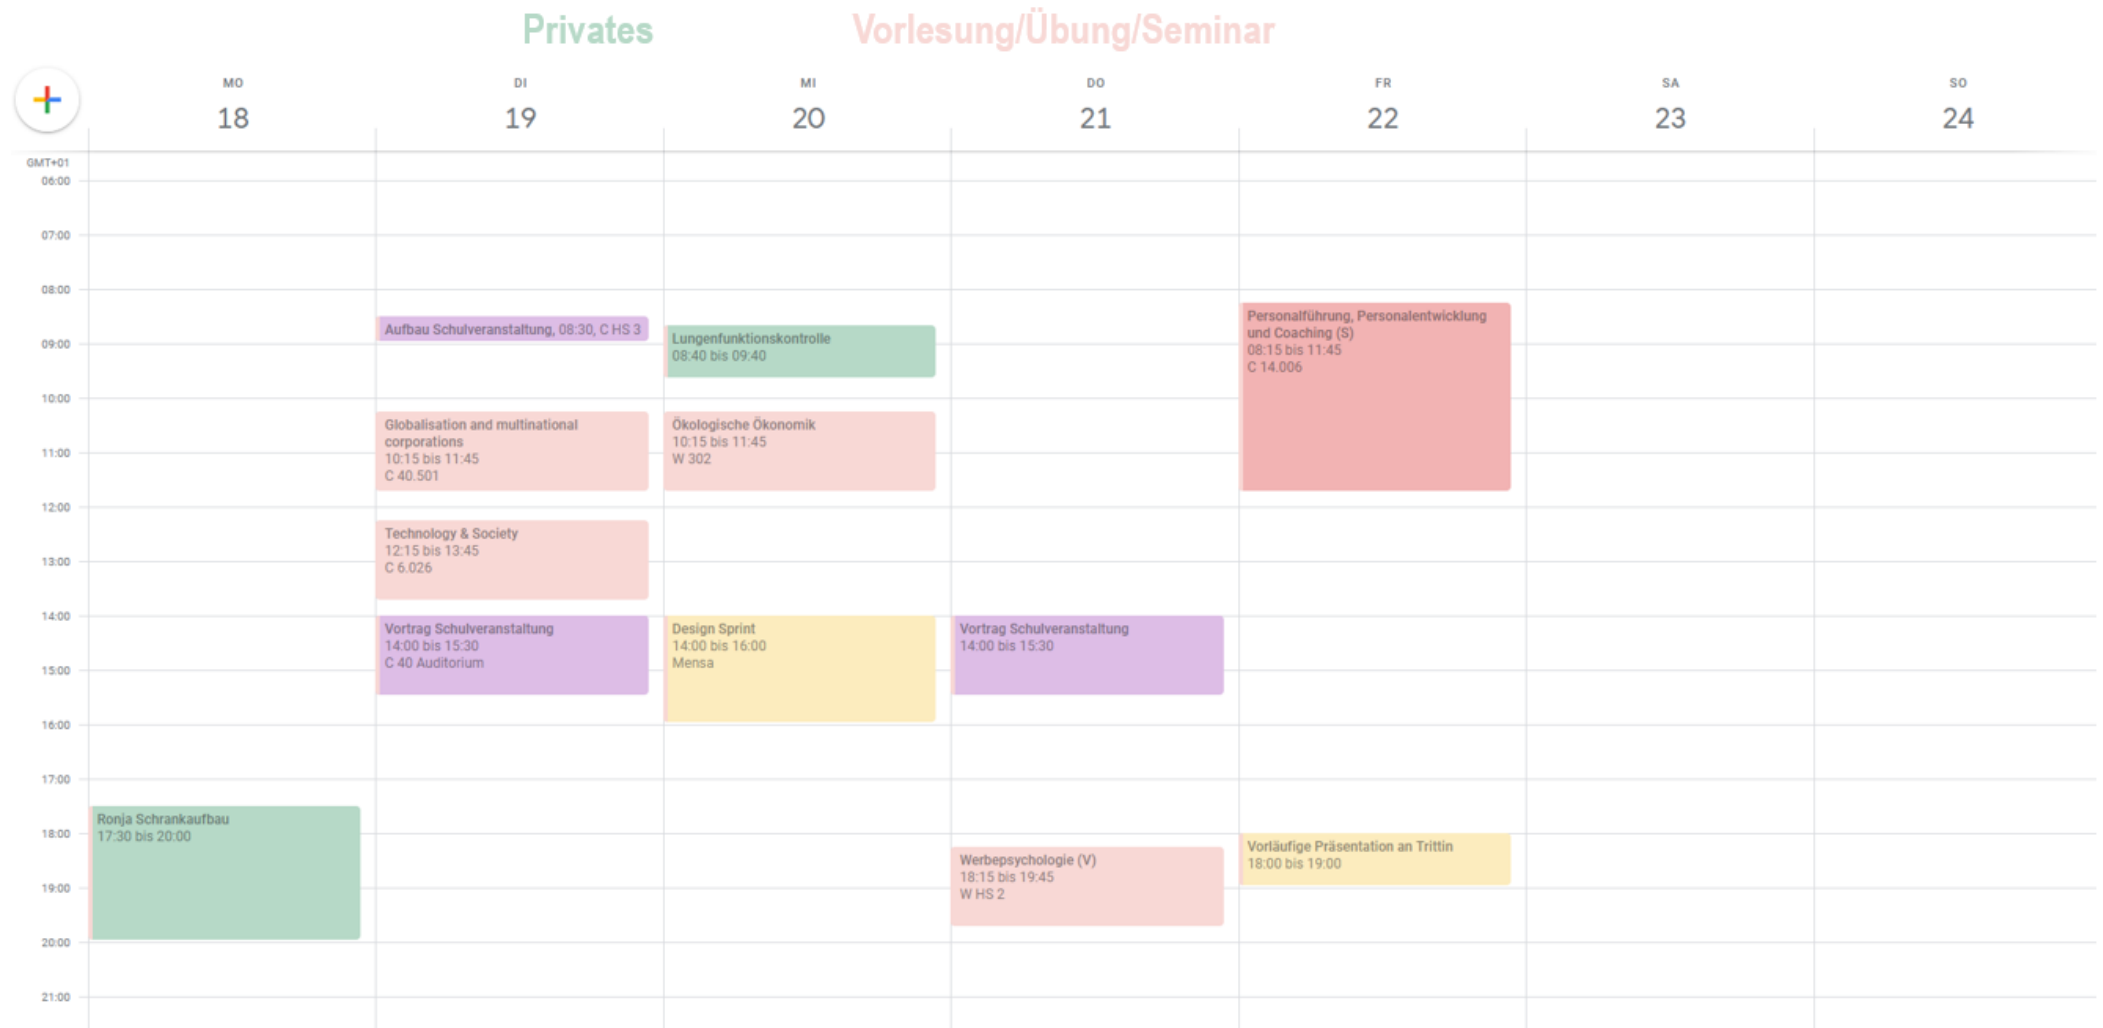 Privates
Vorlesung/Übung/Seminar
MO
18
DI
19
MI
20
DO
21
FR
22
SA
23
SO
24
GMT+01
06:00
07:00
08:00
09:00
10:00
11:00
12:00
13:00
14:00
15:00
16:00
17:00
18:00
19:00
20:00
21:00
Ronja Schrankaufbau
17:30 bis 20:00
Aufbau Schulveranstaltung, 08:30, C HS 3
Globalisation and multinational
corporations
10:15 bis 11:45
C 40.501
Technology & Society
12:15 bis 13:45
C 6.026
Vortrag Schulveranstaltung
14:00 bis 15:30
C 40 Auditorium
Lungenfunktionskontrolle
08:40 bis 09:40
Ökologische Ökonomik
10:15 bis 11:45
W 302
Design Sprint
14:00 bis 16:00
Mensa
Vortrag Schulveranstaltung
14:00 bis 15:30
Werbepsychologie (V)
18:15 bis 19:45
W HS 2
Personalführung, Personalentwicklung
und Coaching (S)
08:15 bis 11:45
C 14.006
Vorläufige Präsentation an Trittin
18:00 bis 19:00